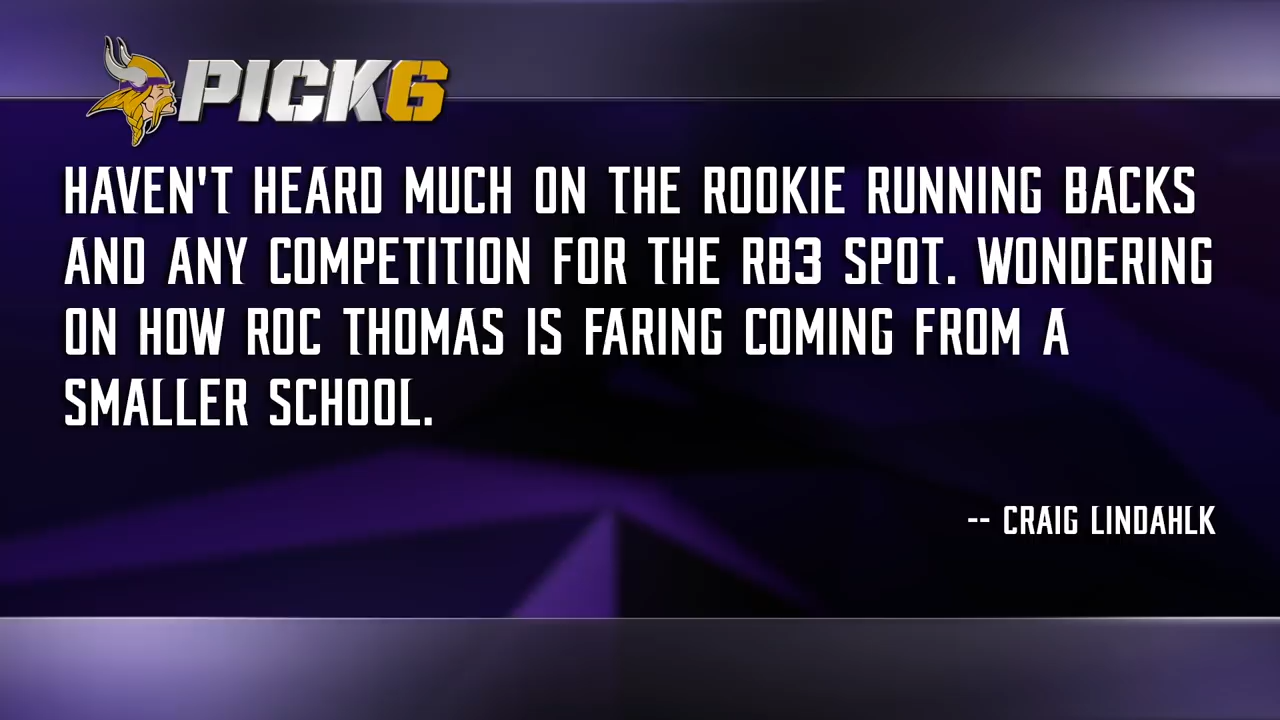 PICK6
HAVEN'T HEARD MUCH ON THE ROOKIE RUNNING BACKS
AND ANY COMPETITION FOR THE RB3 SPOT. WONDERING
ON HOW ROC THOMAS IS FARING COMING FROM A
SMALLER SCHOOL.
-- CRAIG LINDAHLK